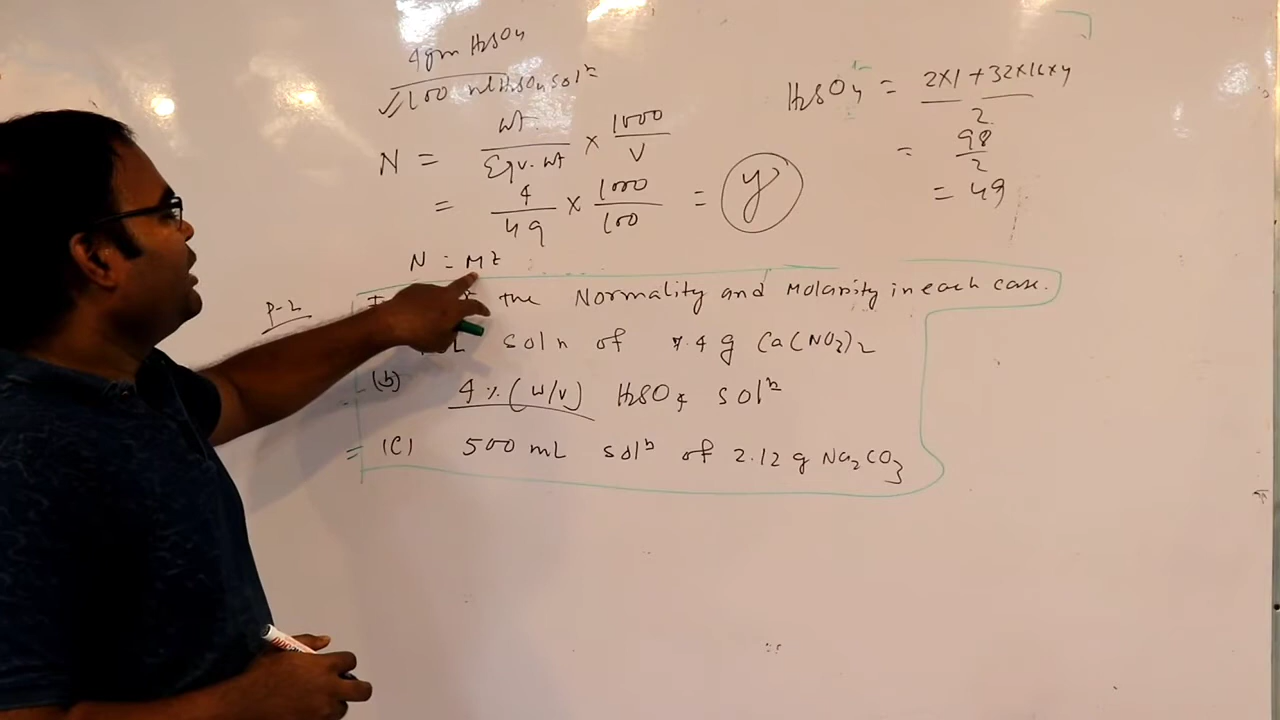 4gm H2SO4
100 ml H2SO4 solⁿ
H2SO4 = 2×1 + 32×16×4
2
N = wt. × 1000
Eqv. wt V
= 98
2
= 4 × 1000 = y
49 100
= 49
N = MZ
P-2
the Normality and Molarity in each case.
soln of 7.4 g Ca(NO3)2
(b) 4% (w/v) H2SO4 solⁿ
= (C) 500 mL solⁿ of 2.12 g Na2CO3